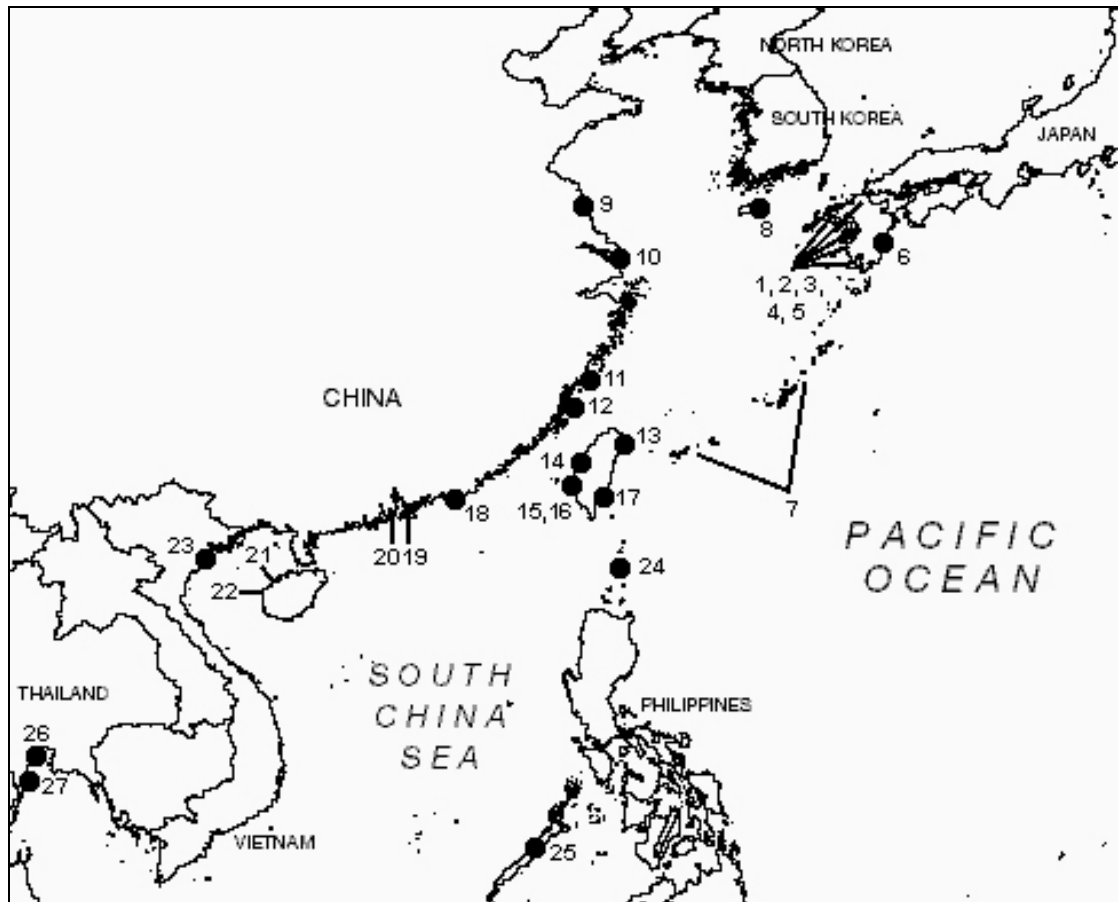 NORTH KOREA
SOUTH KOREA
JAPAN
9
8
10
6
1, 2, 3,
4, 5
11
CHINA
12
13
14
15,16
17
18
7
20 19
PACIFIC
OCEAN
23
21
22
24
SOUTH
CHINA
SEA
THAILAND
PHILIPPINES
26
27
VIETNAM
25